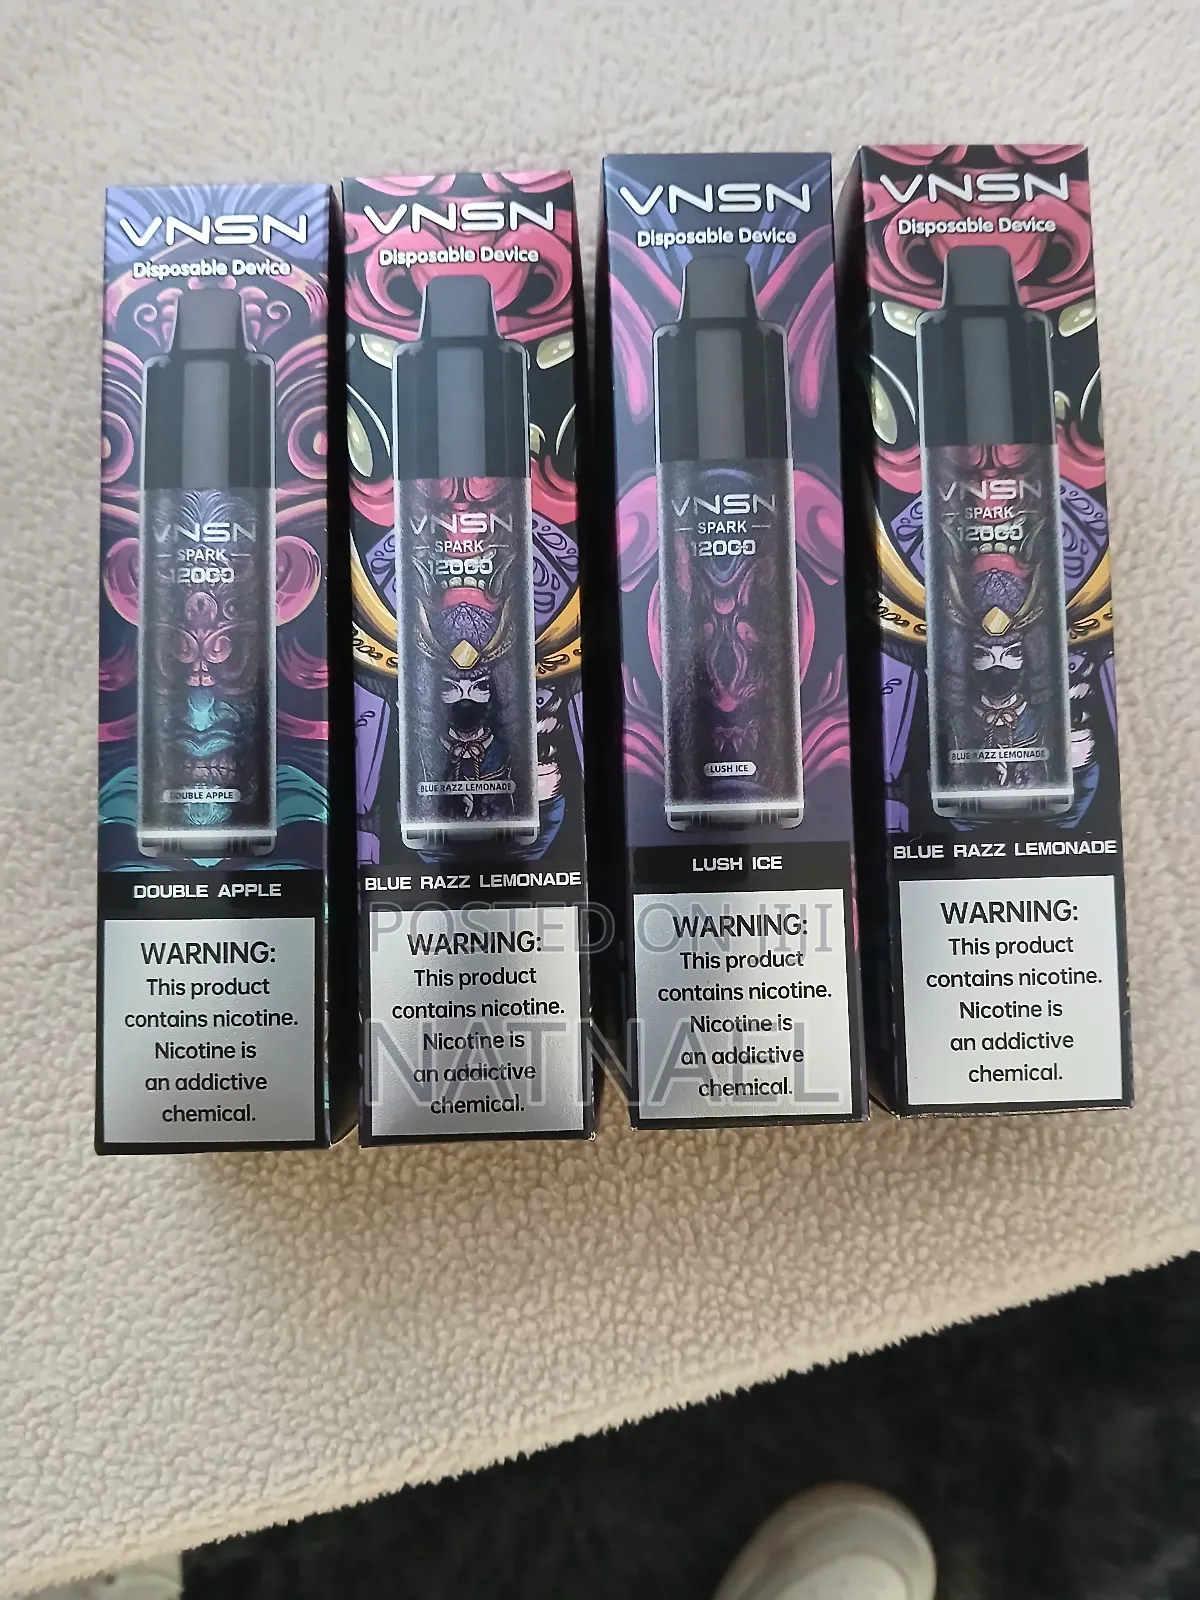 VNSN
Disposable Device
VNSN
SPARK
12000
DOUBLE APPLE
DOUBLE APPLE
WARNING:
This product
contains nicotine.
Nicotine is
an addictive
chemical.
VNSN
Disposable Device
VNSN
SPARK
12000
BLUE RAZZ LEMONADE
BLUE RAZZ LEMONADE
WARNING:
This product
contains nicotine.
Nicotine is
an addictive
chemical.
VNSN
Disposable Device
VNSN
SPARK
12000
LUSH ICE
LUSH ICE
WARNING:
This product
contains nicotine.
Nicotine is
an addictive
chemical.
VNSN
Disposable Device
VNSN
SPARK
12000
BLUE RAZZ LEMONADE
BLUE RAZZ LEMONADE
WARNING:
This product
contains nicotine.
Nicotine is
an addictive
chemical.
POSTED ON JIJI
NATNAEL